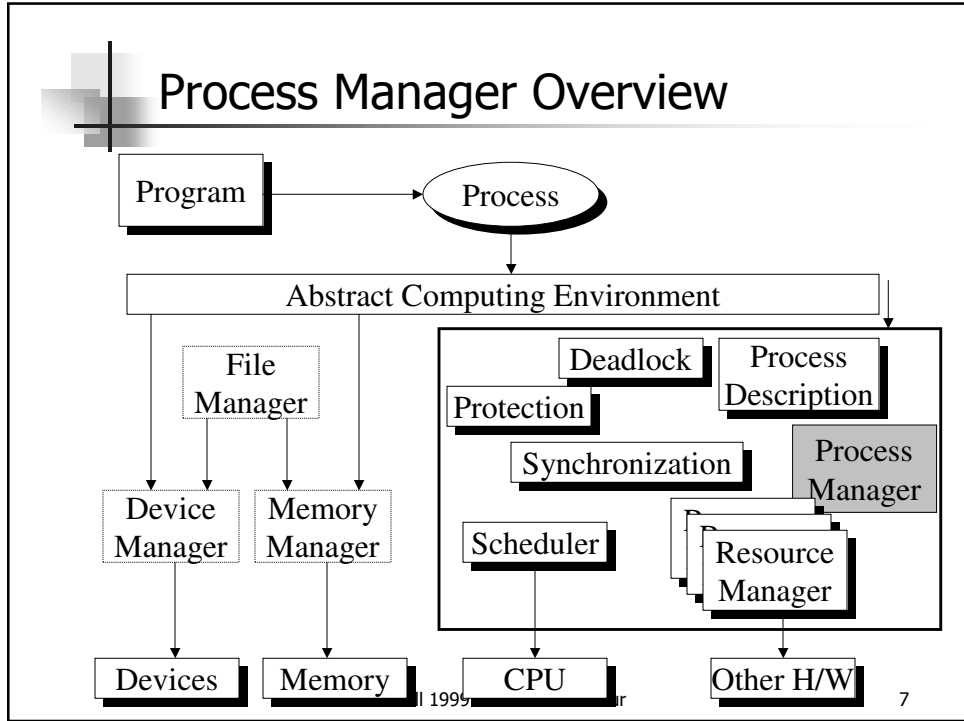 Process Manager Overview
Program
Process
Abstract Computing Environment
File
Manager
Deadlock
Process
Description
Protection
Synchronization
Process
Manager
Device
Manager
Memory
Manager
Scheduler
Resource
Manager
Devices
Memory
CPU
Other H/W
1999
7